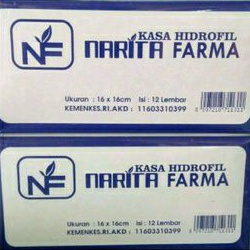 KASA HIDROFIL
NF NARITA FARMA
Ukuran : 16 x 16cm Isi : 12 Lembar
KEMENKES.RI.AKD : 11603310399
KASA HIDROFIL
NF NARITA FARMA
Ukuran : 16 x 16cm Isi : 12 Lembar
KEMENKES.RI.AKD : 11603310399